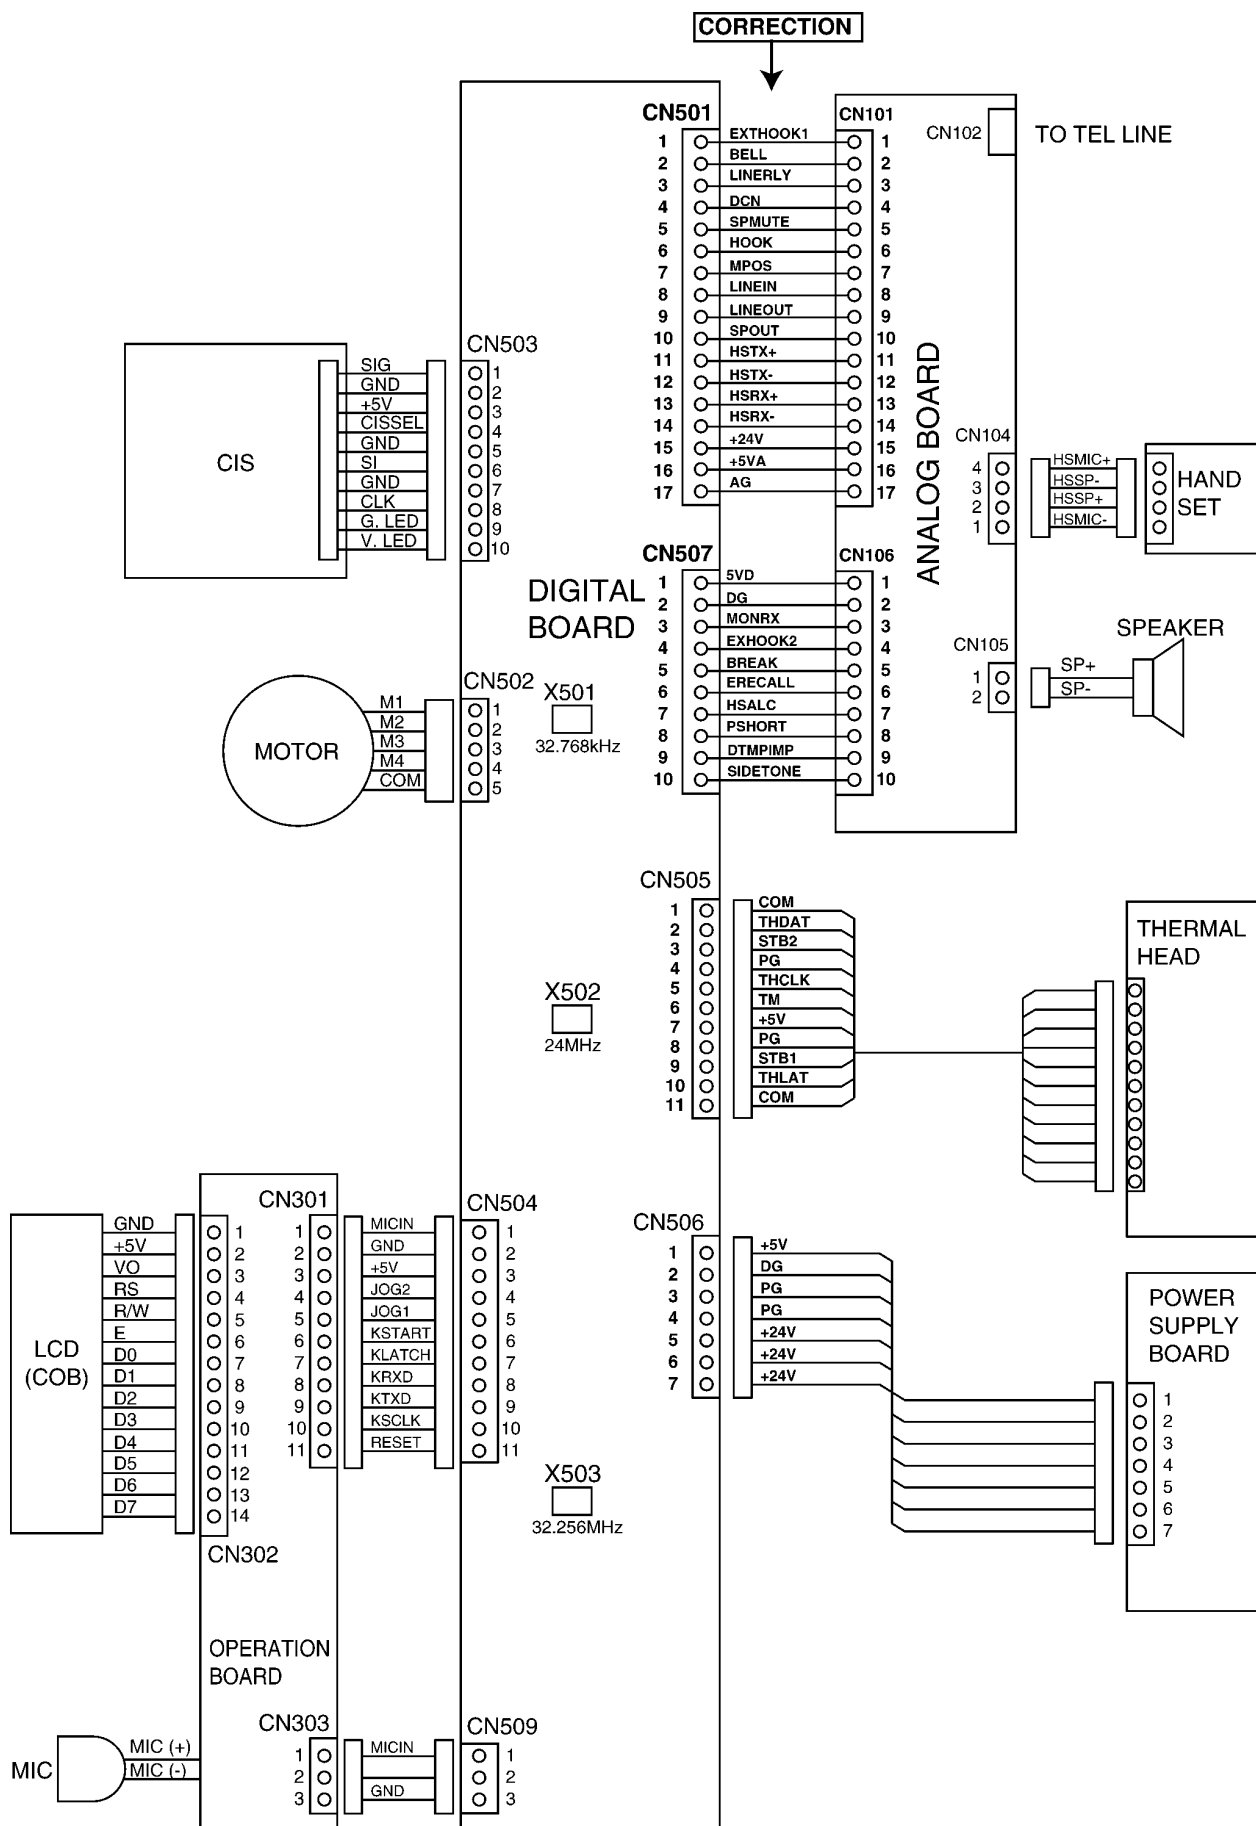 CORRECTION
CN501
CN101
1 EXTHOOK1 1
2 BELL 2
3 LINERLY 3
4 DCN 4
5 SPMUTE 5
6 HOOK 6
7 MPOS 7
8 LINEIN 8
9 LINEOUT 9
10 SPOUT 10
11 HSTX+ 11
12 HSTX- 12
13 HSRX+ 13
14 HSRX- 14
15 +24V 15
16 +5VA 16
17 AG 17
CN102
TO TEL LINE
ANALOG BOARD
CN104
4 HSMIC+
3 HSSP-
2 HSSP+
1 HSMIC-
HAND
SET
CN503
CIS
SIG 1
GND 2
+5V 3
CISSEL 4
GND 5
SI 6
GND 7
CLK 8
G. LED 9
V. LED 10
DIGITAL
BOARD
CN507
CN106
1 5VD 1
2 DG 2
3 MONRX 3
4 EXHOOK2 4
5 BREAK 5
6 ERECALL 6
7 HSALC 7
8 PSHORT 8
9 DTMPIMP 9
10 SIDETONE 10
CN105
1 SP+
2 SP-
SPEAKER
CN502
MOTOR
M1 1
M2 2
M3 3
M4 4
COM 5
X501
32.768kHz
CN505
1 COM
2 THDAT
3 STB2
4 PG
5 THCLK
6 TM
7 +5V
8 PG
9 STB1
10 THLAT
11 COM
THERMAL
HEAD
X502
24MHz
CN301
CN504
1 MICIN 1
2 GND 2
3 +5V 3
4 JOG2 4
5 JOG1 5
6 KSTART 6
7 KLATCH 7
8 KRXD 8
9 KTXD 9
10 KSCLK 10
11 RESET 11
LCD
(COB)
GND 1
+5V 2
VO 3
RS 4
R/W 5
E 6
D0 7
D1 8
D2 9
D3 10
D4 11
D5 12
D6 13
D7 14
CN302
CN506
1 +5V
2 DG
3 PG
4 PG
5 +24V
6 +24V
7 +24V
POWER
SUPPLY
BOARD
1
2
3
4
5
6
7
X503
32.256MHz
OPERATION
BOARD
CN303
CN509
1 MICIN 1
2 2
3 GND 3
MIC
MIC (+)
MIC (-)